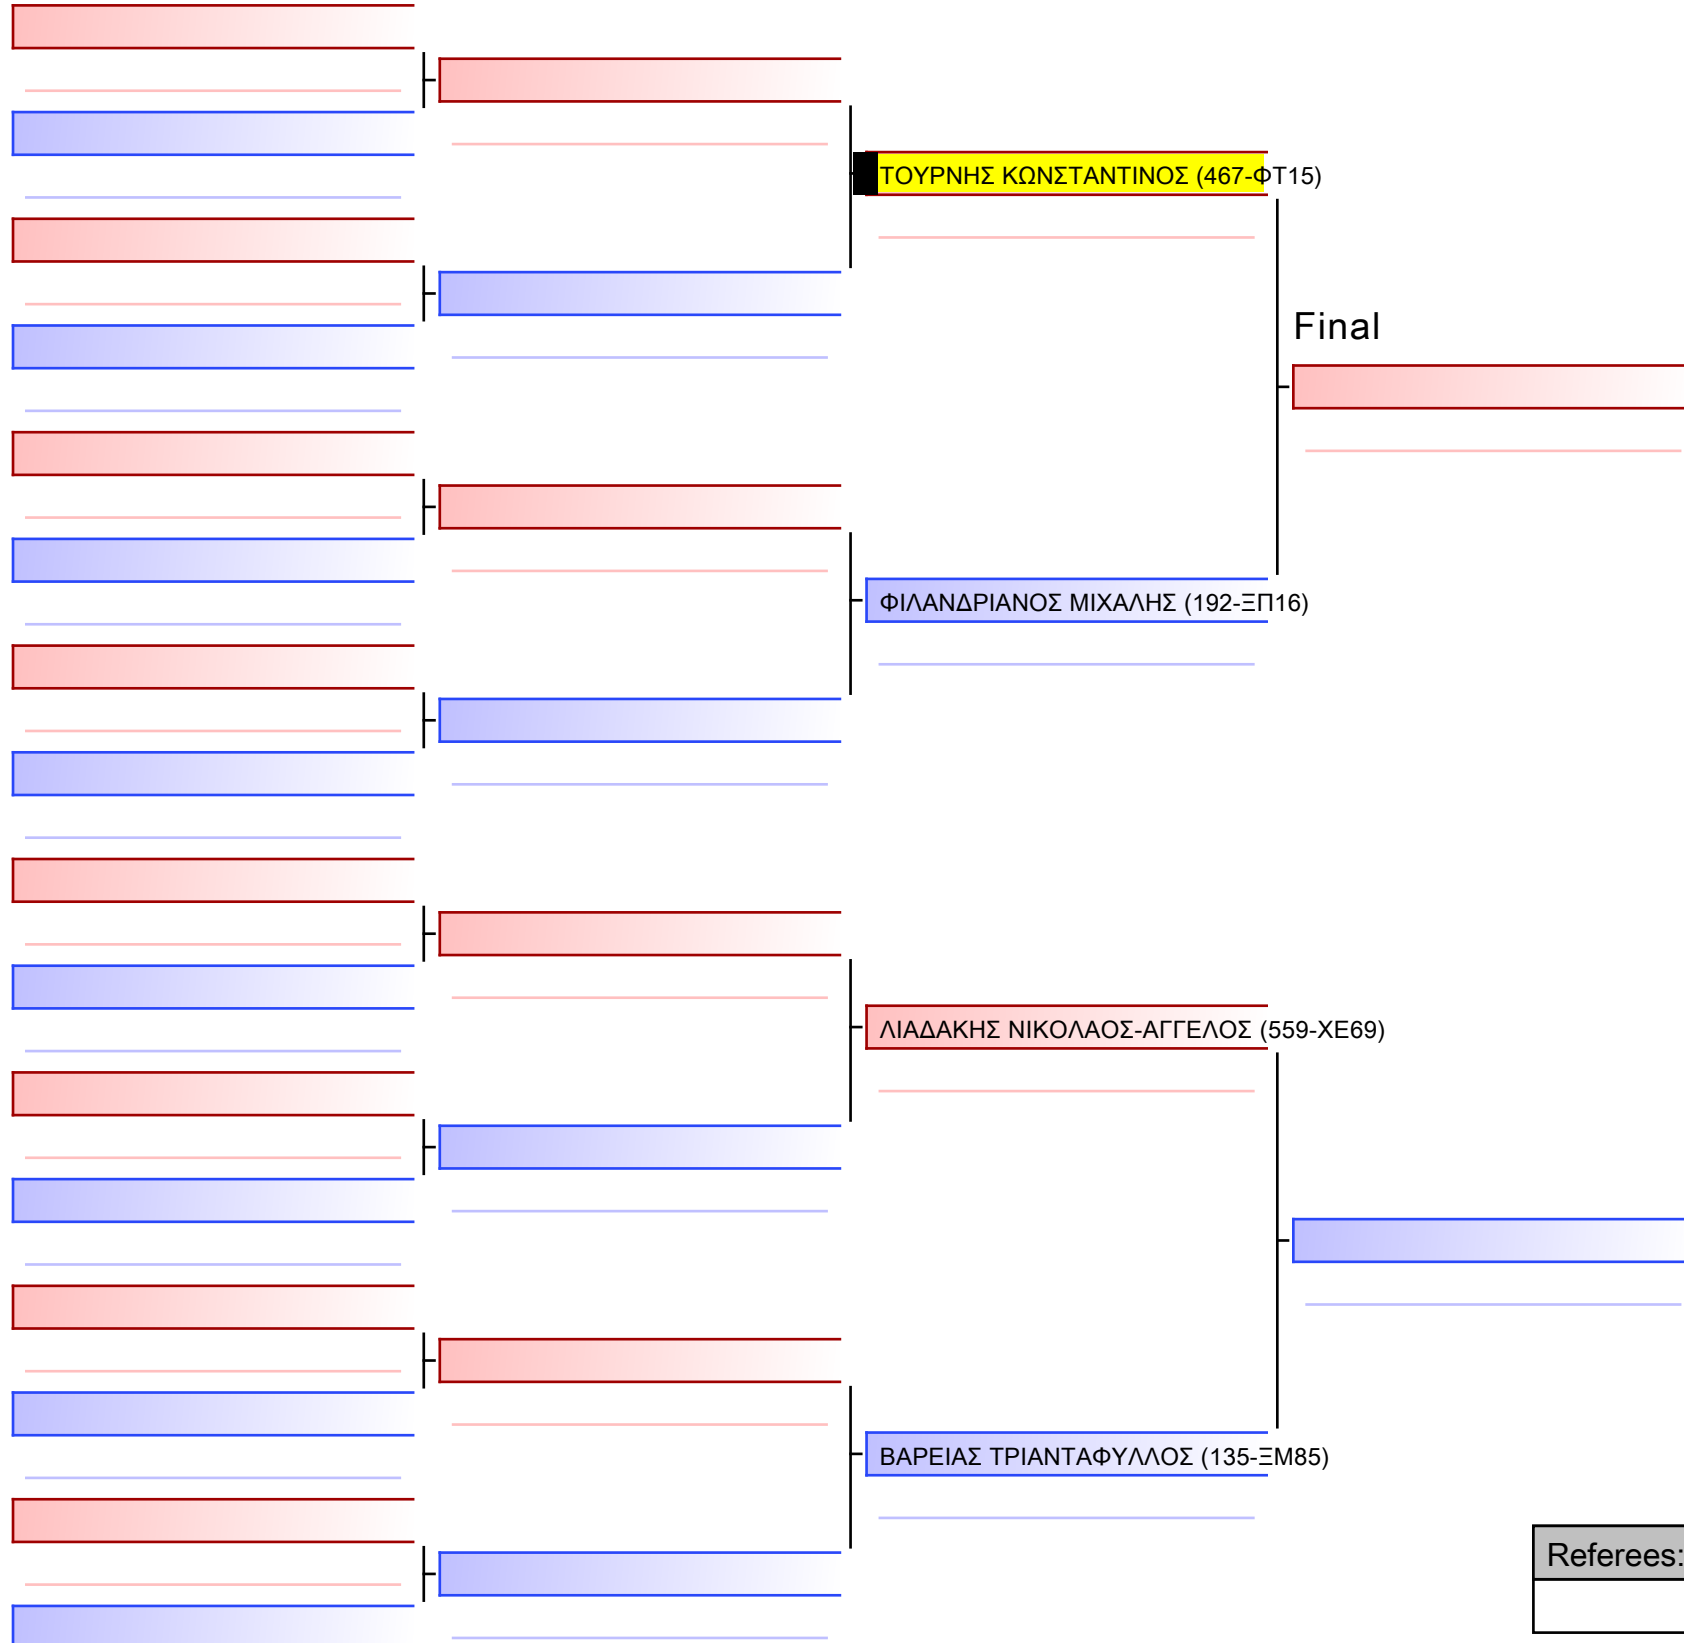 ΤΟΥΡΝΗΣ ΚΩΝΣΤΑΝΤΙΝΟΣ (467-ΦΤ15)
Final
ΦΙΛΑΝΔΡΙΑΝΟΣ ΜΙΧΑΛΗΣ (192-ΞΠ16)
ΛΙΑΔΑΚΗΣ ΝΙΚΟΛΑΟΣ-ΑΓΓΕΛΟΣ (559-ΧΕ69)
ΒΑΡΕΙΑΣ ΤΡΙΑΝΤΑΦΥΛΛΟΣ (135-ΞΜ85)
Referees: